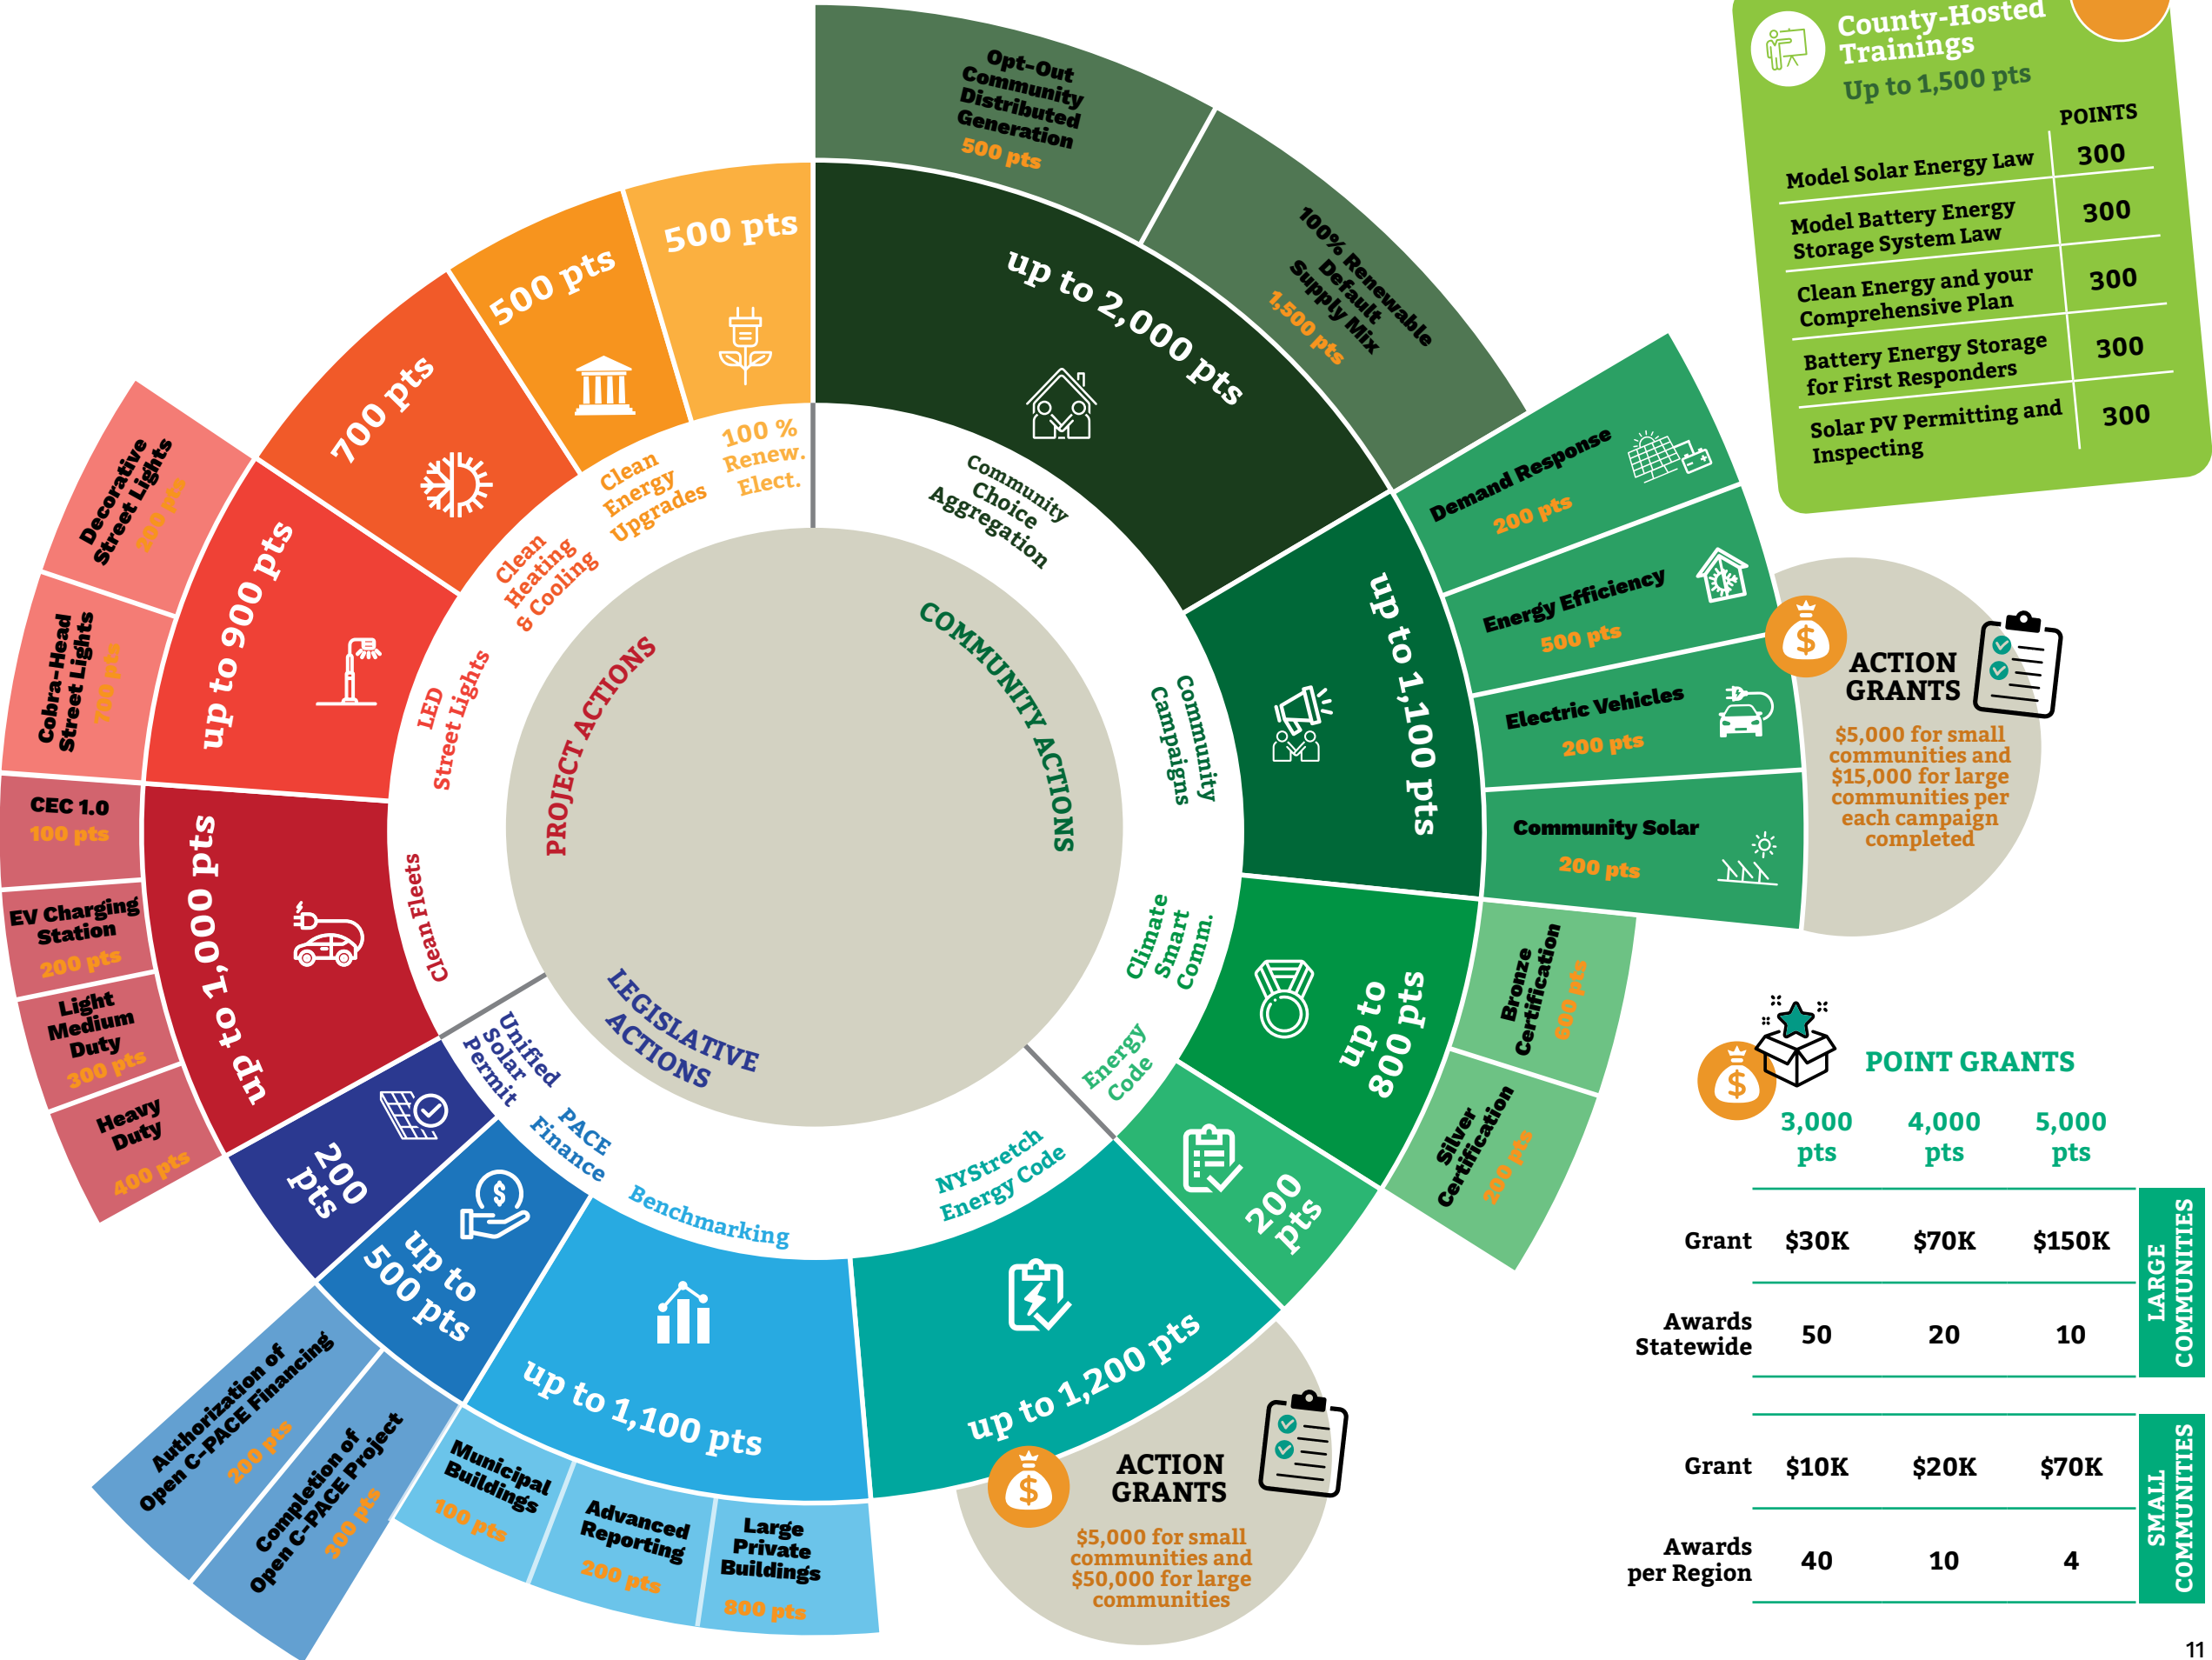 Opt-Out
Community
Distributed
Generation
500 pts
100% Renewable
Default
Supply Mix
1,500 pts
up to 2,000 pts
Community
Choice
Aggregation
500 pts
100 %
Renew.
Elect.
500 pts
Clean
Energy
Upgrades
700 pts
Clean
Heating
& Cooling
Decorative
Street Lights
200 pts
Cobra-Head
Street Lights
700 pts
up to 900 pts
LED
Street Lights
CEC 1.0
100 pts
EV Charging
Station
200 pts
Light
Medium
Duty
300 pts
Heavy
Duty
400 pts
up to 1,000 pts
Clean Fleets
PROJECT ACTIONS
COMMUNITY ACTIONS
LEGISLATIVE
ACTIONS
Demand Response
200 pts
Energy Efficiency
500 pts
Electric Vehicles
200 pts
Community Solar
200 pts
up to 1,100 pts
Community
Campaigns
ACTION
GRANTS
$5,000 for small
communities and
$15,000 for large
communities per
each campaign
completed
Bronze
Certification
600 pts
Silver
Certification
200 pts
up to
800 pts
Climate
Smart
Comm.
200
pts
Energy
Code
up to 1,200 pts
NYStretch
Energy Code
ACTION
GRANTS
$5,000 for small
communities and
$50,000 for large
communities
up to 1,100 pts
Benchmarking
Municipal
Buildings
100 pts
Advanced
Reporting
200 pts
Large
Private
Buildings
800 pts
up to
500 pts
PACE
Finance
Authorization of
Open C-PACE Financing
200 pts
Completion of
Open C-PACE Project
300 pts
200
pts
Unified
Solar
Permit
County-Hosted
Trainings
Up to 1,500 pts
POINTS
Model Solar Energy Law 300
Model Battery Energy
Storage System Law 300
Clean Energy and your
Comprehensive Plan 300
Battery Energy Storage
for First Responders 300
Solar PV Permitting and
Inspecting 300
POINT GRANTS
3,000 4,000 5,000
pts pts pts
Grant $30K $70K $150K
Awards
Statewide 50 20 10
LARGE
COMMUNITIES
Grant $10K $20K $70K
Awards
per Region 40 10 4
SMALL
COMMUNITIES
11